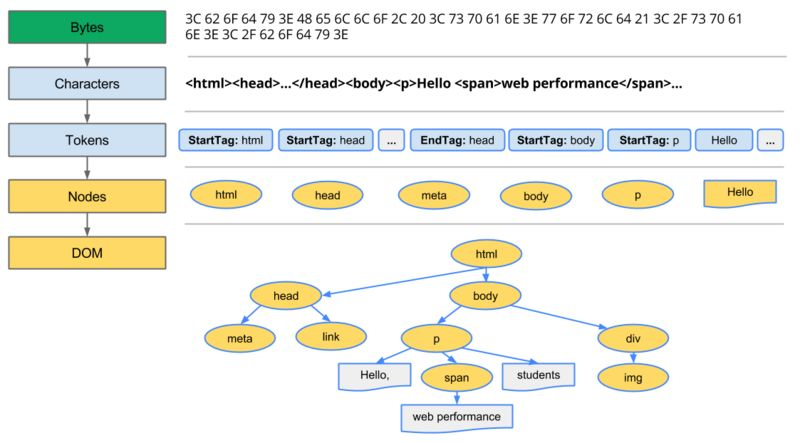 Bytes
3C 62 6F 64 79 3E 48 65 6C 6C 6F 2C 20 3C 73 70 61 6E 3E 77 6F 72 6C 64 21 3C 2F 73 70 61
6E 3E 3C 2F 62 6F 64 79 3E
Characters
<html><head>...</head><body><p>Hello <span>web performance</span>...
Tokens
StartTag: html StartTag: head ... EndTag: head StartTag: body StartTag: p Hello ...
Nodes
html head meta body p Hello
DOM
html
head body
meta link p div
Hello, span students img
web performance